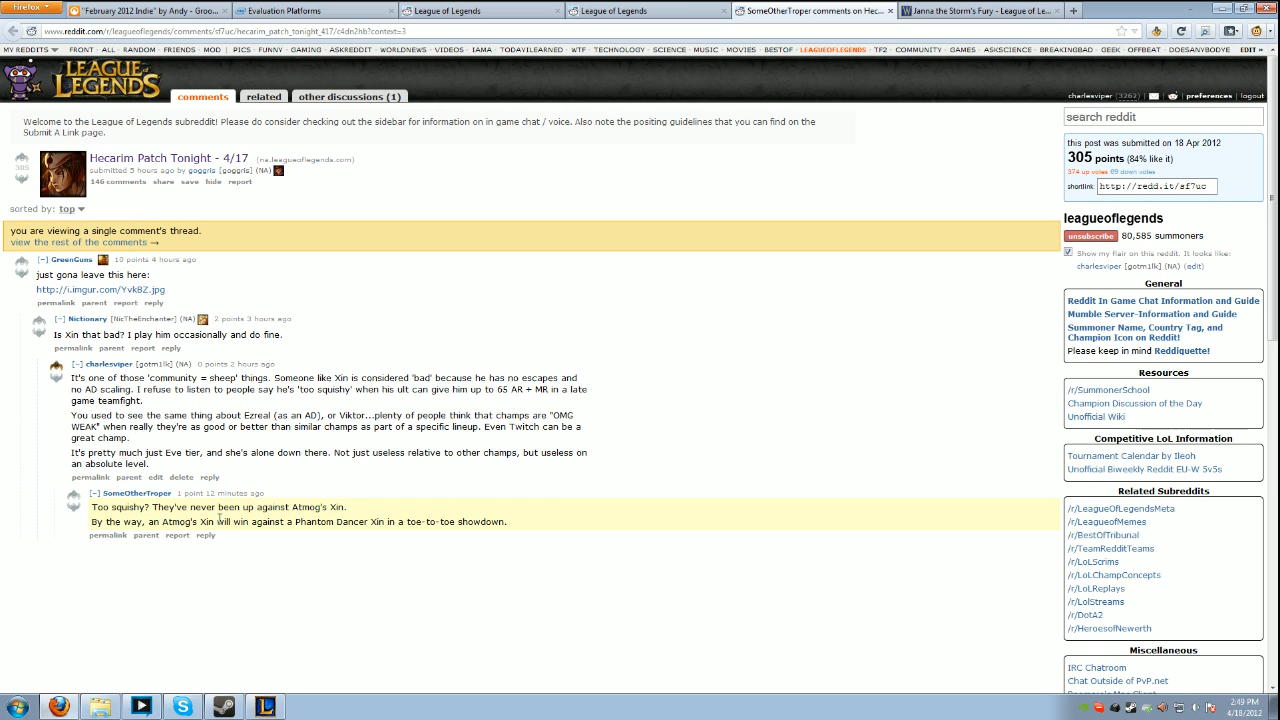 Firefox
"February 2012 Indie" by Andy - Groo...
Evaluation Platforms
League of Legends
League of Legends
SomeOtherTroper comments on Hec...
Janna the Storm's Fury - League of Le...
www.reddit.com/r/leagueoflegends/comments/sf7uc/hecarim_patch_tonight_417/c4dn2hb?context=3
MY REDDITS FRONT - ALL - RANDOM - FRIENDS - MOD | PICS - FUNNY - GAMING - ASKREDDIT - WORLDNEWS - VIDEOS - IAMA - TODAYILEARNED - WTF - TECHNOLOGY - SCIENCE - MUSIC - MOVIES - BESTOF - LEAGUEOFLEGENDS - TF2 - COMMUNITY - GAMES - ASKSCIENCE - BREAKINGBAD - GEEK - OFFBEAT - DOESANYBODYE EDIT »
LEAGUE OF LEGENDS
comments related other discussions (1)
charlesviper (3262) | | | preferences | logout
Welcome to the League of Legends subreddit! Please do consider checking out the sidebar for information on in game chat / voice. Also note the positing guidelines that you can find on the
Submit A Link page.
305
Hecarim Patch Tonight - 4/17 (na.leagueoflegends.com)
submitted 5 hours ago by goggris [goggris] (NA)
146 comments share save hide report
sorted by: top
you are viewing a single comment's thread.
view the rest of the comments →
[–] GreenGuns 10 points 4 hours ago
just gona leave this here:
http://i.imgur.com/YvkBZ.jpg
permalink parent report reply
[–] Nictionary [NicTheEnchanter] (NA) 2 points 3 hours ago
Is Xin that bad? I play him occasionally and do fine.
permalink parent report reply
[–] charlesviper [gotm1lk] (NA) 0 points 2 hours ago
It's one of those 'community = sheep' things. Someone like Xin is considered 'bad' because he has no escapes and
no AD scaling. I refuse to listen to people say he's 'too squishy' when his ult can give him up to 65 AR + MR in a late
game teamfight.
You used to see the same thing about Ezreal (as an AD), or Viktor...plenty of people think that champs are "OMG
WEAK" when really they're as good or better than similar champs as part of a specific lineup. Even Twitch can be a
great champ.
It's pretty much just Eve tier, and she's alone down there. Not just useless relative to other champs, but useless on
an absolute level.
permalink parent edit delete reply
[–] SomeOtherTroper 1 point 12 minutes ago
Too squishy? They've never been up against Atmog's Xin.
By the way, an Atmog's Xin will win against a Phantom Dancer Xin in a toe-to-toe showdown.
permalink parent report reply
search reddit
this post was submitted on 18 Apr 2012
305 points (84% like it)
374 up votes 69 down votes
shortlink: http://redd.it/sf7uc
leagueoflegends
unsubscribe 80,585 summoners
Show my flair on this reddit. It looks like:
charlesviper [gotm1lk] (NA) (edit)
General
Reddit In Game Chat Information and Guide
Mumble Server-Information and Guide
Summoner Name, Country Tag, and
Champion Icon on Reddit!
Please keep in mind Reddiquette!
Resources
/r/SummonerSchool
Champion Discussion of the Day
Unofficial Wiki
Competitive LoL Information
Tournament Calendar by Ileoh
Unofficial Biweekly Reddit EU-W 5v5s
Related Subreddits
/r/LeagueOfLegendsMeta
/r/LeagueofMemes
/r/BestOfTribunal
/r/TeamRedditTeams
/r/LoLScrims
/r/LoLChampConcepts
/r/LoLReplays
/r/LolStreams
/r/DotA2
/r/HeroesofNewerth
Miscellaneous
IRC Chatroom
Chat Outside of PvP.net
2:49 PM
4/18/2012